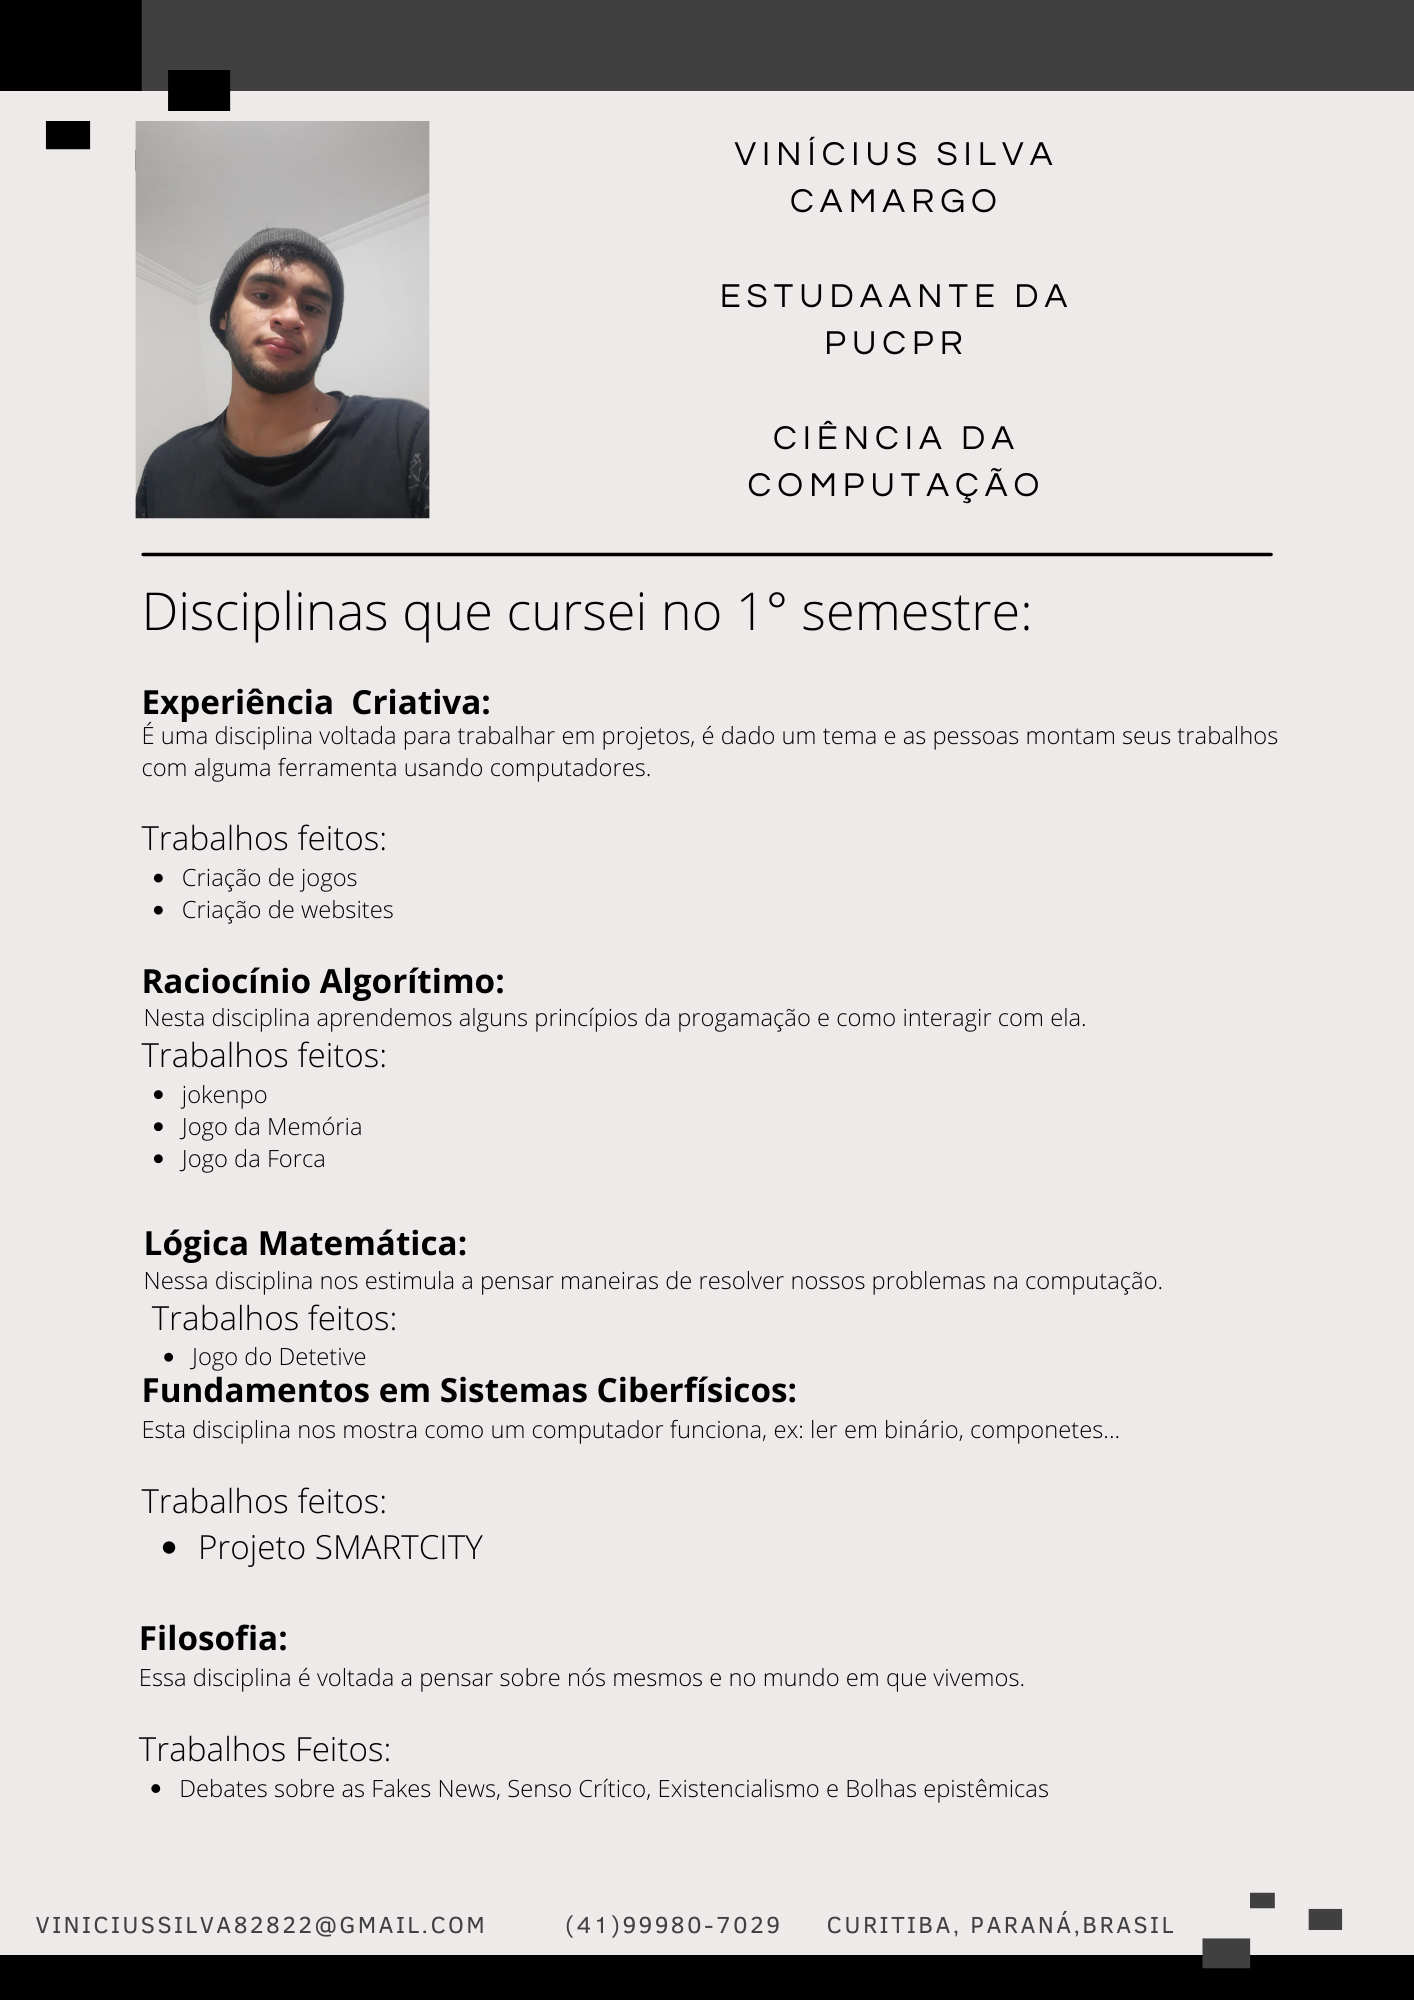 VINÍCIUS SILVA
CAMARGO
ESTUDAANTE DA
PUCPR
CIÊNCIA DA
COMPUTAÇÃO
Disciplinas que cursei no 1° semestre:
Experiência  Criativa:
É uma disciplina voltada para trabalhar em projetos, é dado um tema e as pessoas montam seus trabalhos
com alguma ferramenta usando computadores.
Trabalhos feitos:
• Criação de jogos
• Criação de websites
Raciocínio Algorítimo:
Nesta disciplina aprendemos alguns princípios da progamação e como interagir com ela.
Trabalhos feitos:
• jokenpo
• Jogo da Memória
• Jogo da Forca
Lógica Matemática:
Nessa disciplina nos estimula a pensar maneiras de resolver nossos problemas na computação.
Trabalhos feitos:
• Jogo do Detetive
Fundamentos em Sistemas Ciberfísicos:
Esta disciplina nos mostra como um computador funciona, ex: ler em binário, componetes...
Trabalhos feitos:
• Projeto SMARTCITY
Filosofia:
Essa disciplina é voltada a pensar sobre nós mesmos e no mundo em que vivemos.
Trabalhos Feitos:
• Debates sobre as Fakes News, Senso Crítico, Existencialismo e Bolhas epistêmicas
VINICIUSSILVA82822@GMAIL.COM (41)99980-7029 CURITIBA, PARANÁ,BRASIL